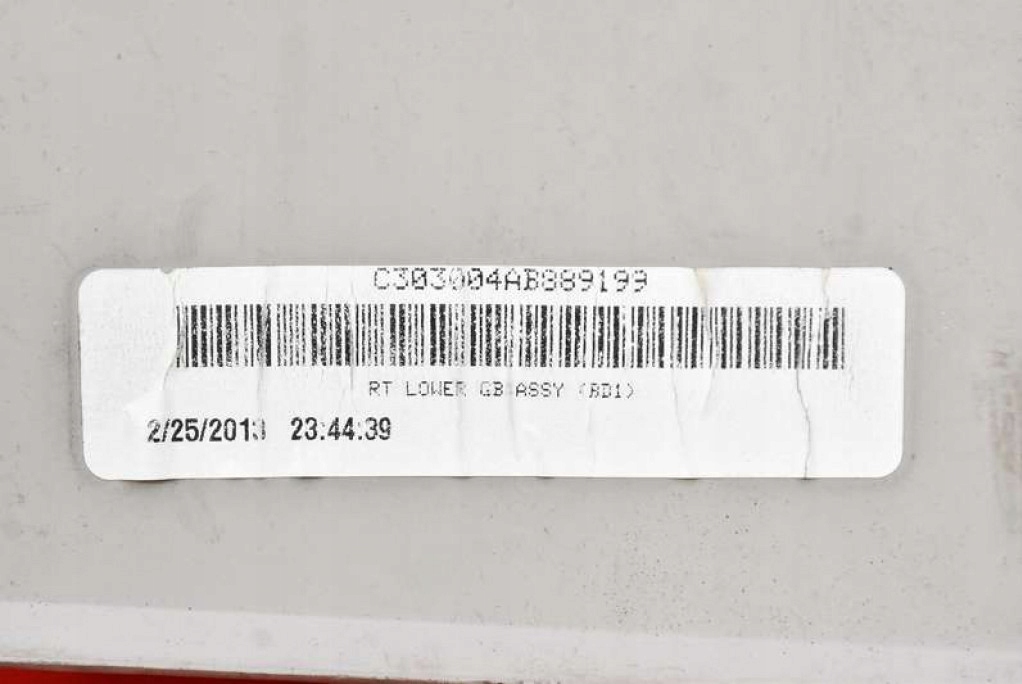 C303004AB889199
RT LOWER GB ASSY (BD1)
2/25/2013 23:44:39